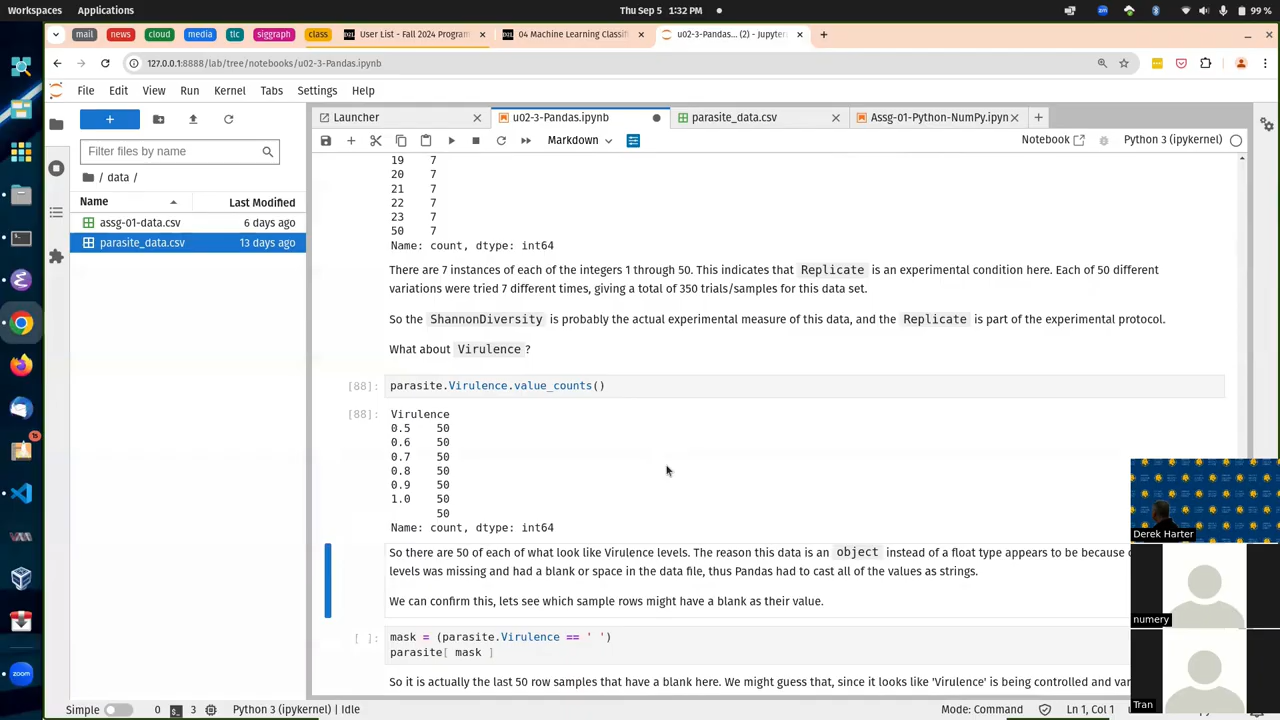 Workspaces
Applications
Thu Sep 5 1:32 PM
99 %
mail
news
cloud
media
tlc
siggraph
class
User List - Fall 2024 Program
04 Machine Learning Classifi
u02-3-Pandas... (2) - Jupyter
127.0.0.1:8888/lab/tree/notebooks/u02-3-Pandas.ipynb
File Edit View Run Kernel Tabs Settings Help
Filter files by name
/ data /
Name
Last Modified
assg-01-data.csv
6 days ago
parasite_data.csv
13 days ago
Launcher
u02-3-Pandas.ipynb
parasite_data.csv
Assg-01-Python-NumPy.ipyn
Markdown
Notebook
Python 3 (ipykernel)
19 7
20 7
21 7
22 7
23 7
50 7
Name: count, dtype: int64
There are 7 instances of each of the integers 1 through 50. This indicates that Replicate is an experimental condition here. Each of 50 different
variations were tried 7 different times, giving a total of 350 trials/samples for this data set.
So the ShannonDiversity is probably the actual experimental measure of this data, and the Replicate is part of the experimental protocol.
What about Virulence ?
[88]: parasite.Virulence.value_counts()
[88]: Virulence
0.5 50
0.6 50
0.7 50
0.8 50
0.9 50
1.0 50
50
Name: count, dtype: int64
So there are 50 of each of what look like Virulence levels. The reason this data is an object instead of a float type appears to be because
levels was missing and had a blank or space in the data file, thus Pandas had to cast all of the values as strings.
We can confirm this, lets see which sample rows might have a blank as their value.
[ ]: mask = (parasite.Virulence == ' ')
parasite[ mask ]
So it is actually the last 50 row samples that have a blank here. We might guess that, since it looks like 'Virulence' is being controlled and var
Derek Harter
numery
Tran
Simple
0
3
Python 3 (ipykernel) | Idle
Mode: Command
Ln 1, Col 1